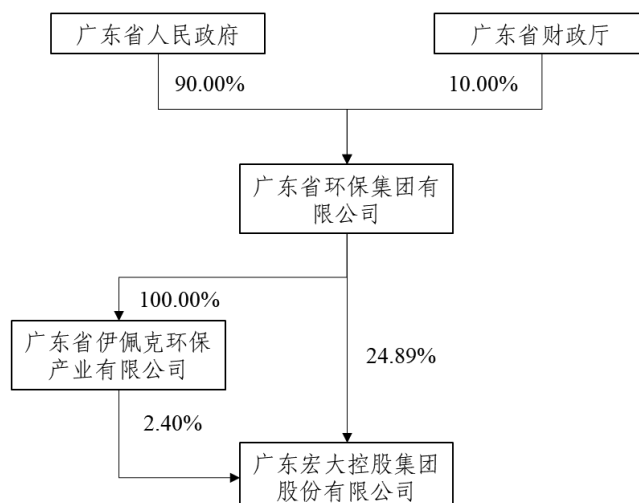 广东省人民政府
广东省财政厅
90.00%
10.00%
广东省环保集团有
限公司
100.00%
广东省伊佩克环保
产业有限公司
24.89%
2.40%
广东宏大控股集团
股份有限公司